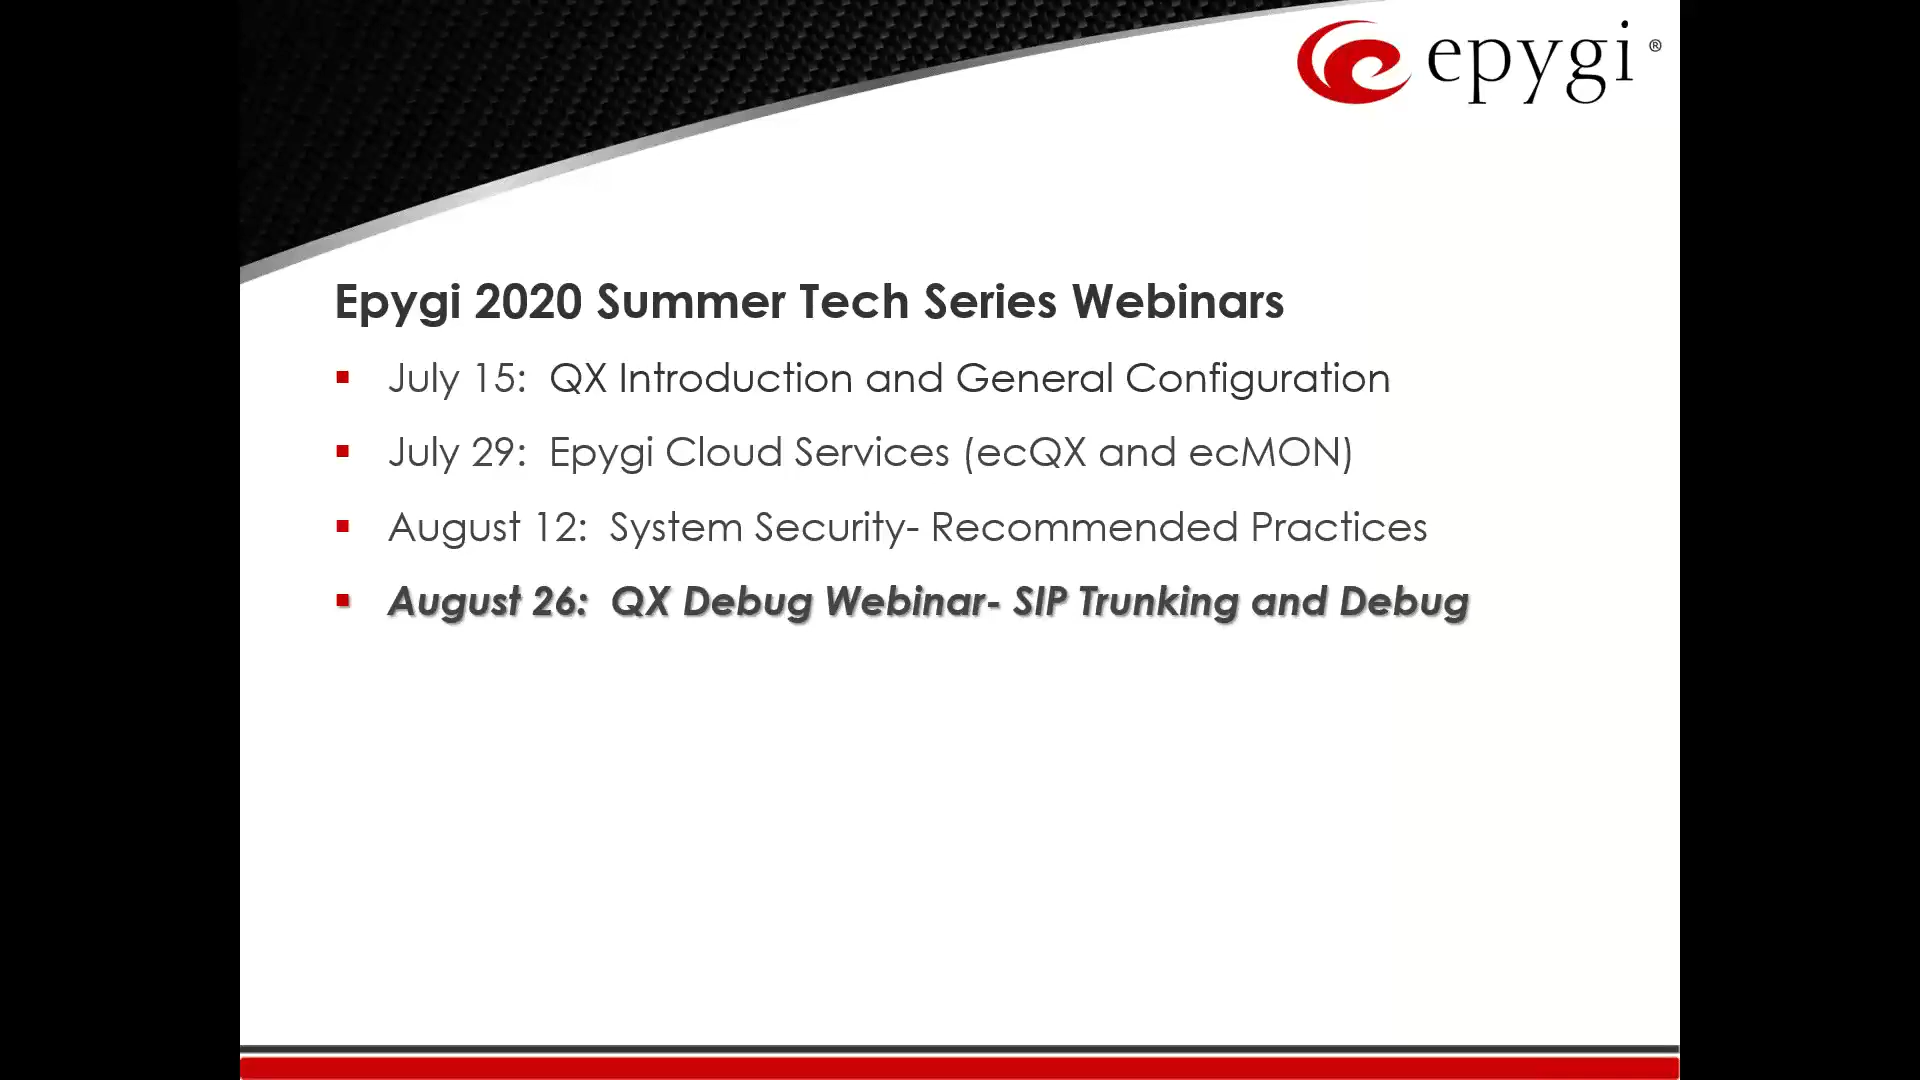 epygi®
Epygi 2020 Summer Tech Series Webinars
July 15: QX Introduction and General Configuration
July 29: Epygi Cloud Services (ecQX and ecMON)
August 12: System Security- Recommended Practices
August 26: QX Debug Webinar- SIP Trunking and Debug